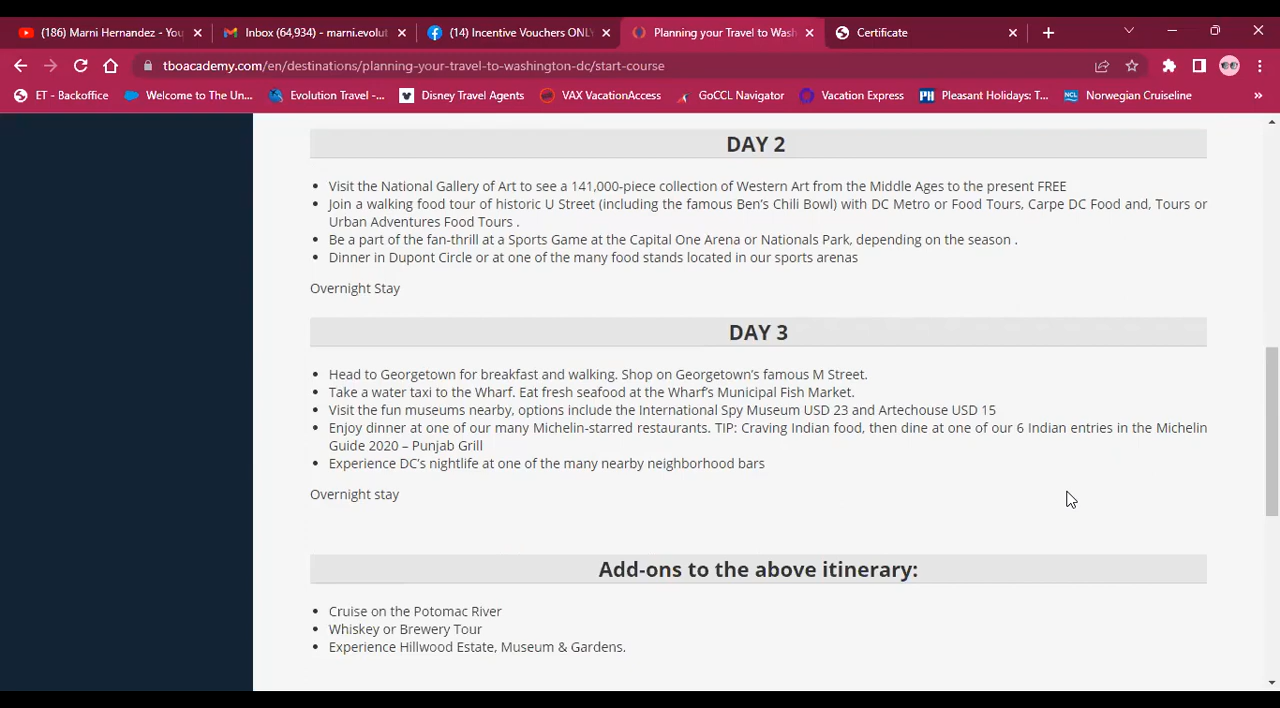 (186) Marni Hernandez - You
Inbox (64,934) - marni.evolut
(14) Incentive Vouchers ONLY
Planning your Travel to Wash
Certificate
tboacademy.com/en/destinations/planning-your-travel-to-washington-dc/start-course
ET - Backoffice
Welcome to The Un...
Evolution Travel -...
Disney Travel Agents
VAX VacationAccess
GoCCL Navigator
Vacation Express
PH Pleasant Holidays: T...
NCL Norwegian Cruiseline
»
DAY 2
• Visit the National Gallery of Art to see a 141,000-piece collection of Western Art from the Middle Ages to the present FREE
• Join a walking food tour of historic U Street (including the famous Ben's Chili Bowl) with DC Metro or Food Tours, Carpe DC Food and, Tours or
Urban Adventures Food Tours .
• Be a part of the fan-thrill at a Sports Game at the Capital One Arena or Nationals Park, depending on the season .
• Dinner in Dupont Circle or at one of the many food stands located in our sports arenas
Overnight Stay
DAY 3
• Head to Georgetown for breakfast and walking. Shop on Georgetown's famous M Street.
• Take a water taxi to the Wharf. Eat fresh seafood at the Wharf's Municipal Fish Market.
• Visit the fun museums nearby, options include the International Spy Museum USD 23 and Artechouse USD 15
• Enjoy dinner at one of our many Michelin-starred restaurants. TIP: Craving Indian food, then dine at one of our 6 Indian entries in the Michelin
Guide 2020 – Punjab Grill
• Experience DC's nightlife at one of the many nearby neighborhood bars
Overnight stay
Add-ons to the above itinerary:
• Cruise on the Potomac River
• Whiskey or Brewery Tour
• Experience Hillwood Estate, Museum & Gardens.